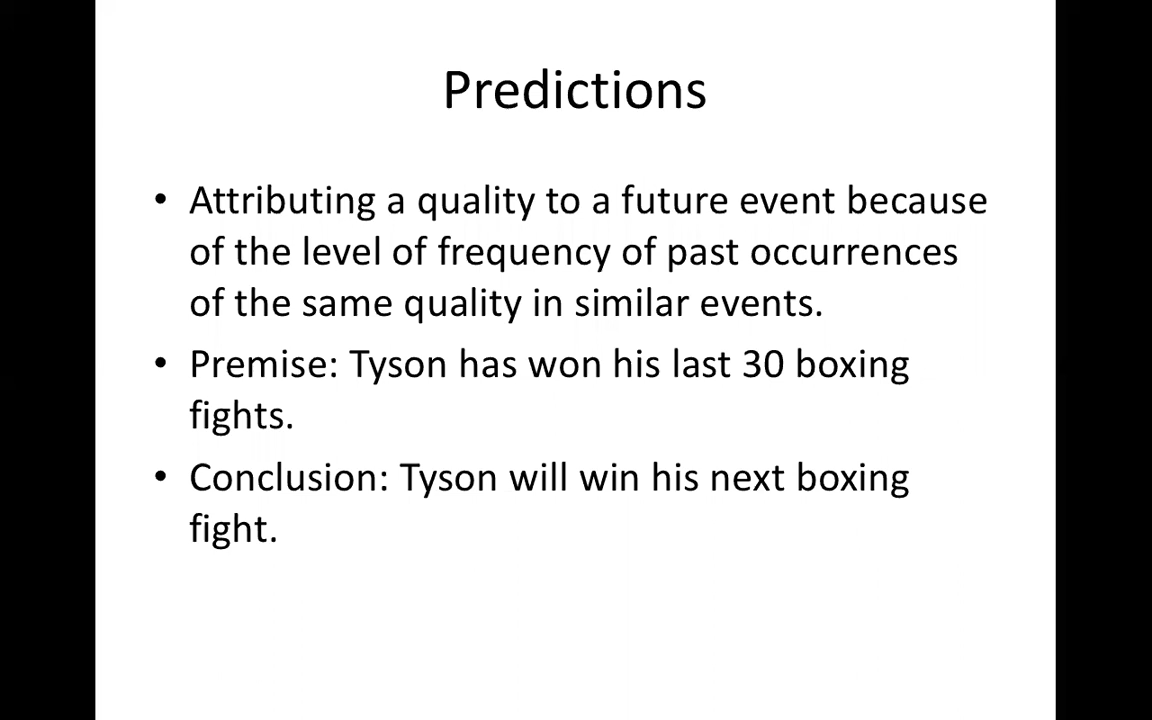 Predictions
• Attributing a quality to a future event because
of the level of frequency of past occurrences
of the same quality in similar events.
• Premise: Tyson has won his last 30 boxing
fights.
• Conclusion: Tyson will win his next boxing
fight.